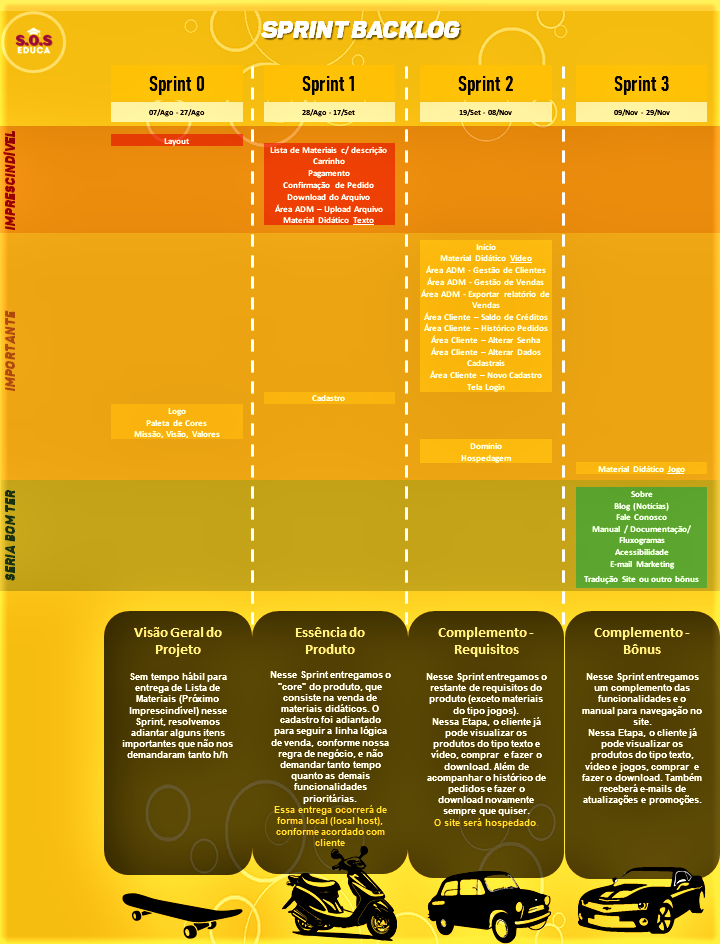 S.O.S
EDUCA
SPRINT BACKLOG
Sprint 0
Sprint 1
Sprint 2
Sprint 3
07/Ago - 27/Ago
28/Ago - 17/Set
19/Set - 08/Nov
09/Nov - 29/Nov
IMPRESCINDÍVEL
Layout
Lista de Materiais c/ descrição
Carrinho
Pagamento
Confirmação de Pedido
Download do Arquivo
Área ADM – Upload Arquivo
Material Didático Texto
IMPORTANTE
Início
Material Didático Vídeo
Área ADM - Gestão de Clientes
Área ADM - Gestão de Vendas
Área ADM - Exportar relatório de
Vendas
Área Cliente – Saldo de Créditos
Área Cliente – Histórico Pedidos
Área Cliente – Alterar Senha
Área Cliente – Alterar Dados
Cadastrais
Área Cliente – Novo Cadastro
Tela Login
Cadastro
Logo
Paleta de Cores
Missão, Visão, Valores
Domínio
Hospedagem
Material Didático Jogo
SERIA BOM TER
Sobre
Blog (Notícias)
Fale Conosco
Manual / Documentação/
Fluxogramas
Acessibilidade
E-mail Marketing
Tradução Site ou outro bônus
Visão Geral do
Projeto
Sem tempo hábil para
entrega de Lista de
Materiais (Próximo
Imprescindível) nesse
Sprint, resolvemos
adiantar alguns itens
importantes que não nos
demandaram tanto h/h
Essência do
Produto
Nesse Sprint entregamos o
"core" do produto, que
consiste na venda de
materiais didáticos. O
cadastro foi adiantado
para seguir a linha lógica
de venda, conforme nossa
regra de negócio, e não
demandar tanto tempo
quanto as demais
funcionalidades
prioritárias.
Essa entrega ocorrerá de
forma local (local host),
conforme acordado com
cliente
Complemento -
Requisitos
Nesse Sprint entregamos o
restante de requisitos do
produto (exceto materiais
do tipo jogos).
Nessa Etapa, o cliente já
pode visualizar os
produtos do tipo texto e
vídeo, comprar e fazer o
download. Além de
acompanhar o histórico de
pedidos e fazer o
download novamente
sempre que quiser.
O site será hospedado.
Complemento -
Bônus
Nesse Sprint entregamos
um complemento das
funcionalidades e o
manual para navegação no
site.
Nessa Etapa, o cliente já
pode visualizar os
produtos do tipo texto,
vídeo e jogos, comprar e
fazer o download. Também
receberá e-mails de
atualizações e promoções.